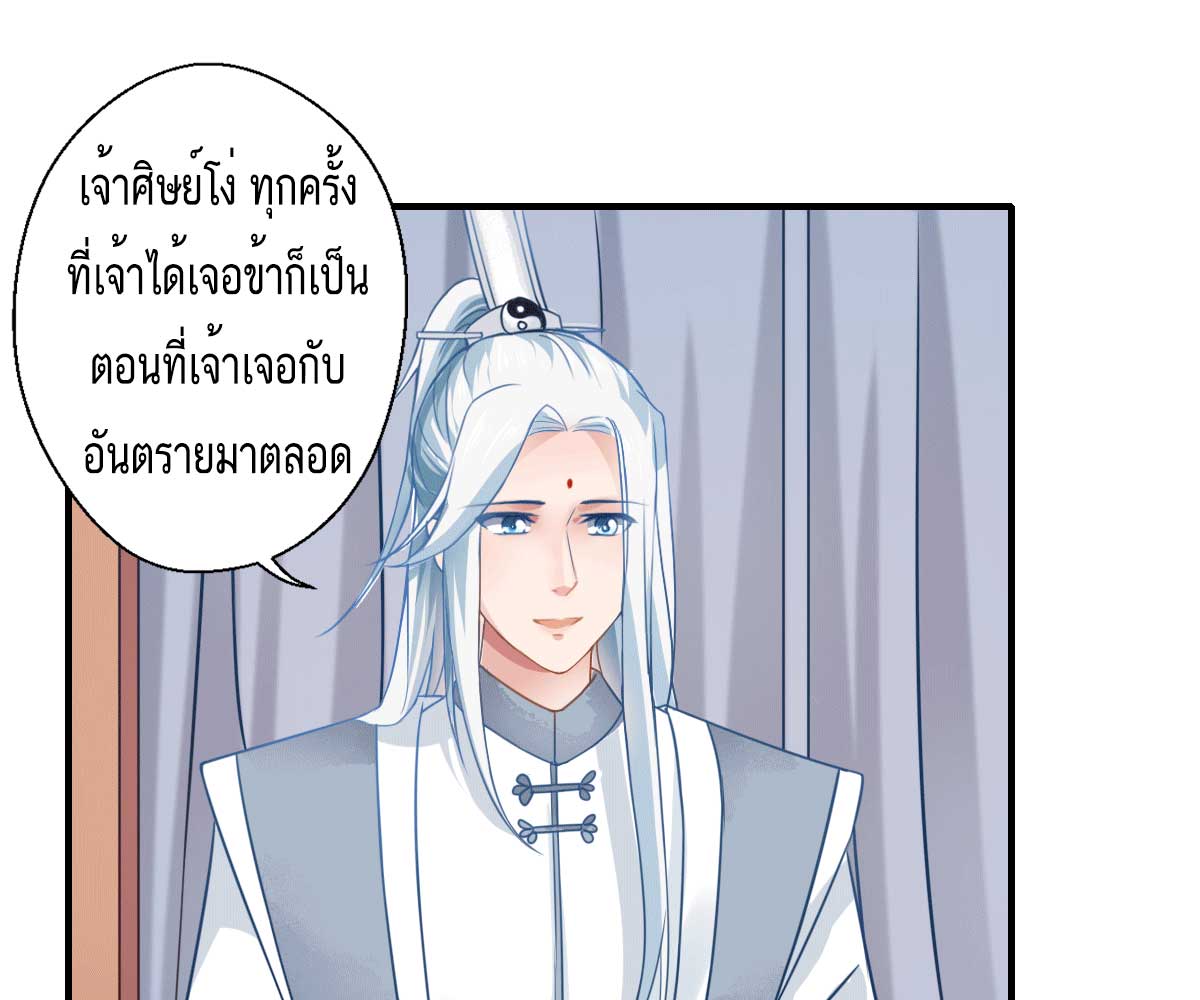 เจ้าศิษย์โง่ ทุกครั้ง
ที่เจ้าได้เจอข้าก็เป็น
ตอนที่เจ้าเจอกับ
อันตรายมาตลอด